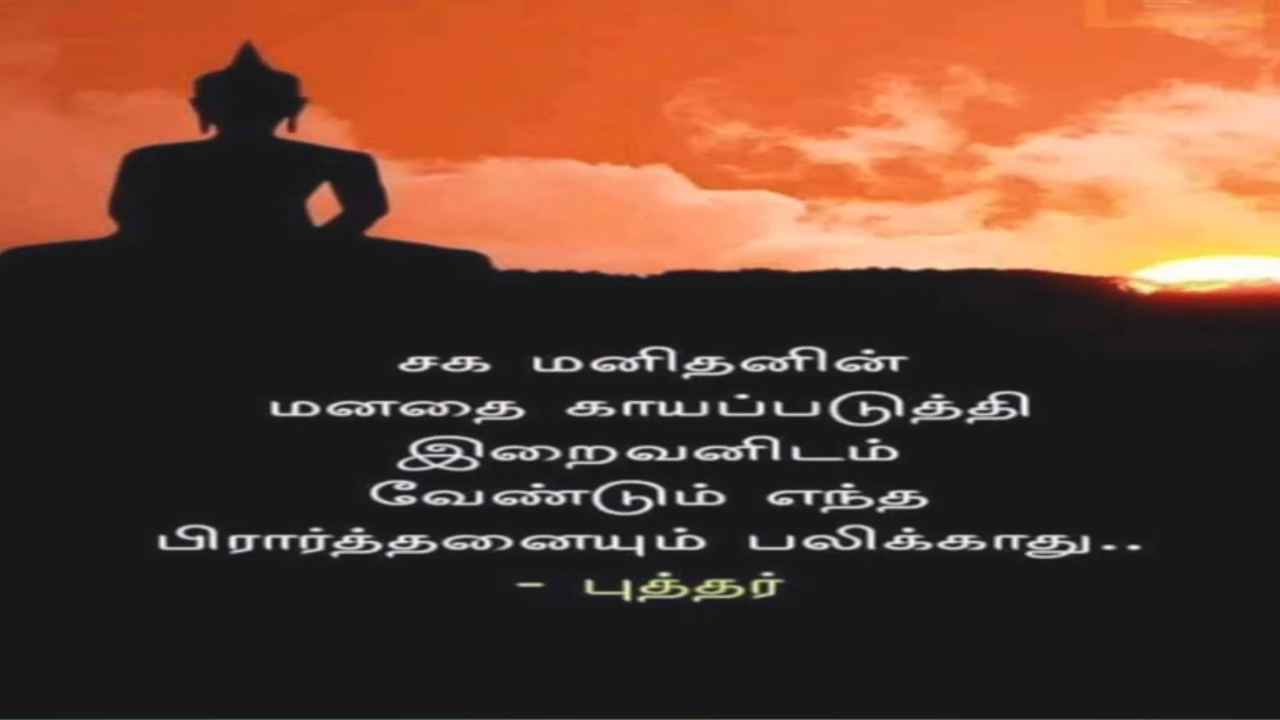 சக மனிதனின்
மனதை காயப்படுத்தி
இறைவனிடம்
வேண்டும் எந்த
பிரார்த்தனையும் பலிக்காது..
- புத்தர்